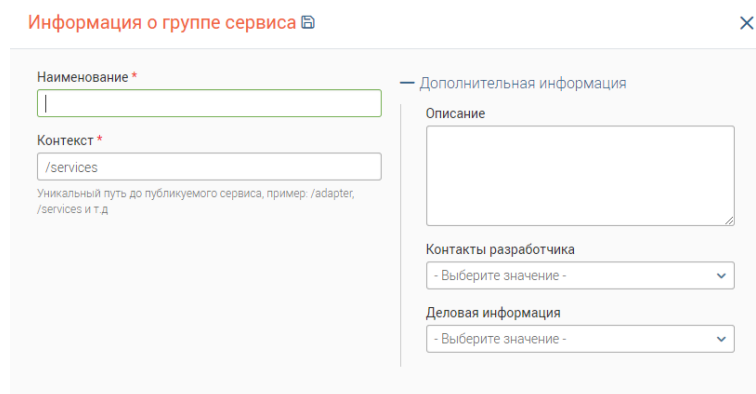 Информация о группе сервиса
Наименование *
Контекст *
/services
Уникальный путь до публикуемого сервиса, пример: /adapter,
/services и т.д
Дополнительная информация
Описание
Контакты разработчика
- Выберите значение -
Деловая информация
- Выберите значение -